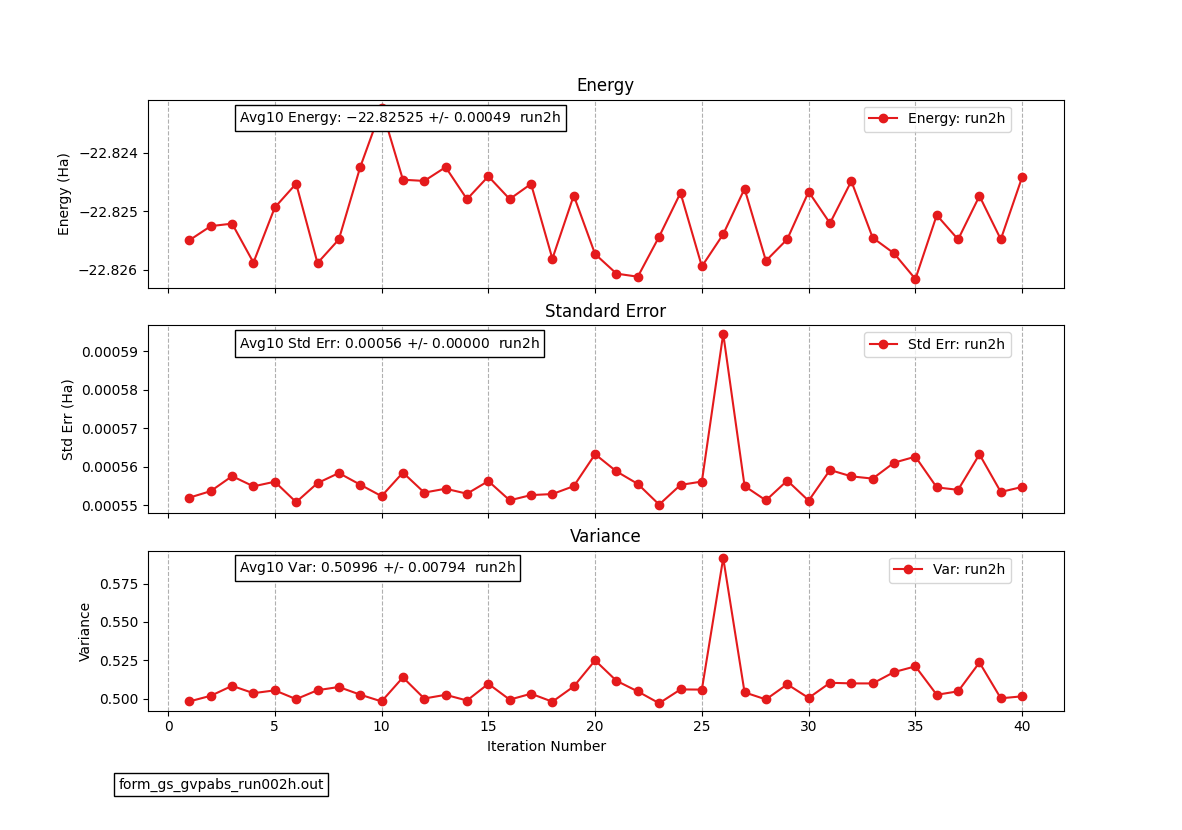 Energy
Avg10 Energy: −22.82525 +/- 0.00049 run2h
Energy: run2h
Energy (Ha)
−22.824
−22.825
−22.826
Standard Error
Avg10 Std Err: 0.00056 +/- 0.00000 run2h
Std Err: run2h
Std Err (Ha)
0.00059
0.00058
0.00057
0.00056
0.00055
Variance
Avg10 Var: 0.50996 +/- 0.00794 run2h
Var: run2h
Variance
0.575
0.550
0.525
0.500
0 5 10 15 20 25 30 35 40
Iteration Number
form_gs_gvpabs_run002h.out